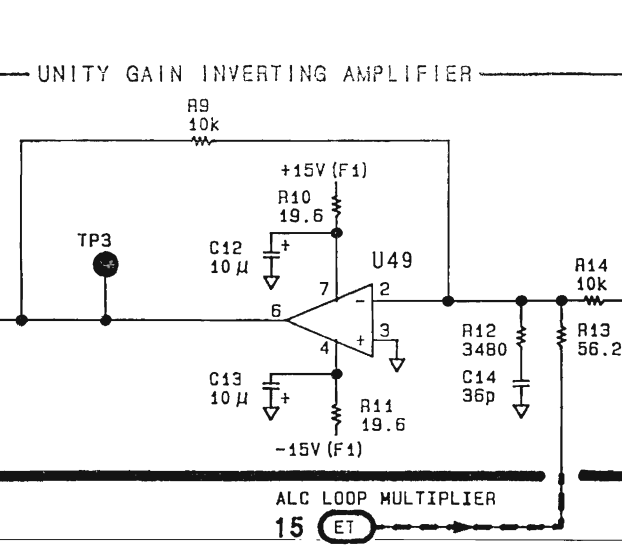 UNITY GAIN INVERTING AMPLIFIER
R9
10k
+15V(F1)
R10
19.6
TP3
C12
+
10µ
U49
R14
10k
7
2
6
−
3
+
4
R12
3480
R13
56.2
C14
36p
C13
10µ
+
R11
19.6
-15V(F1)
ALC LOOP MULTIPLIER
15 ET